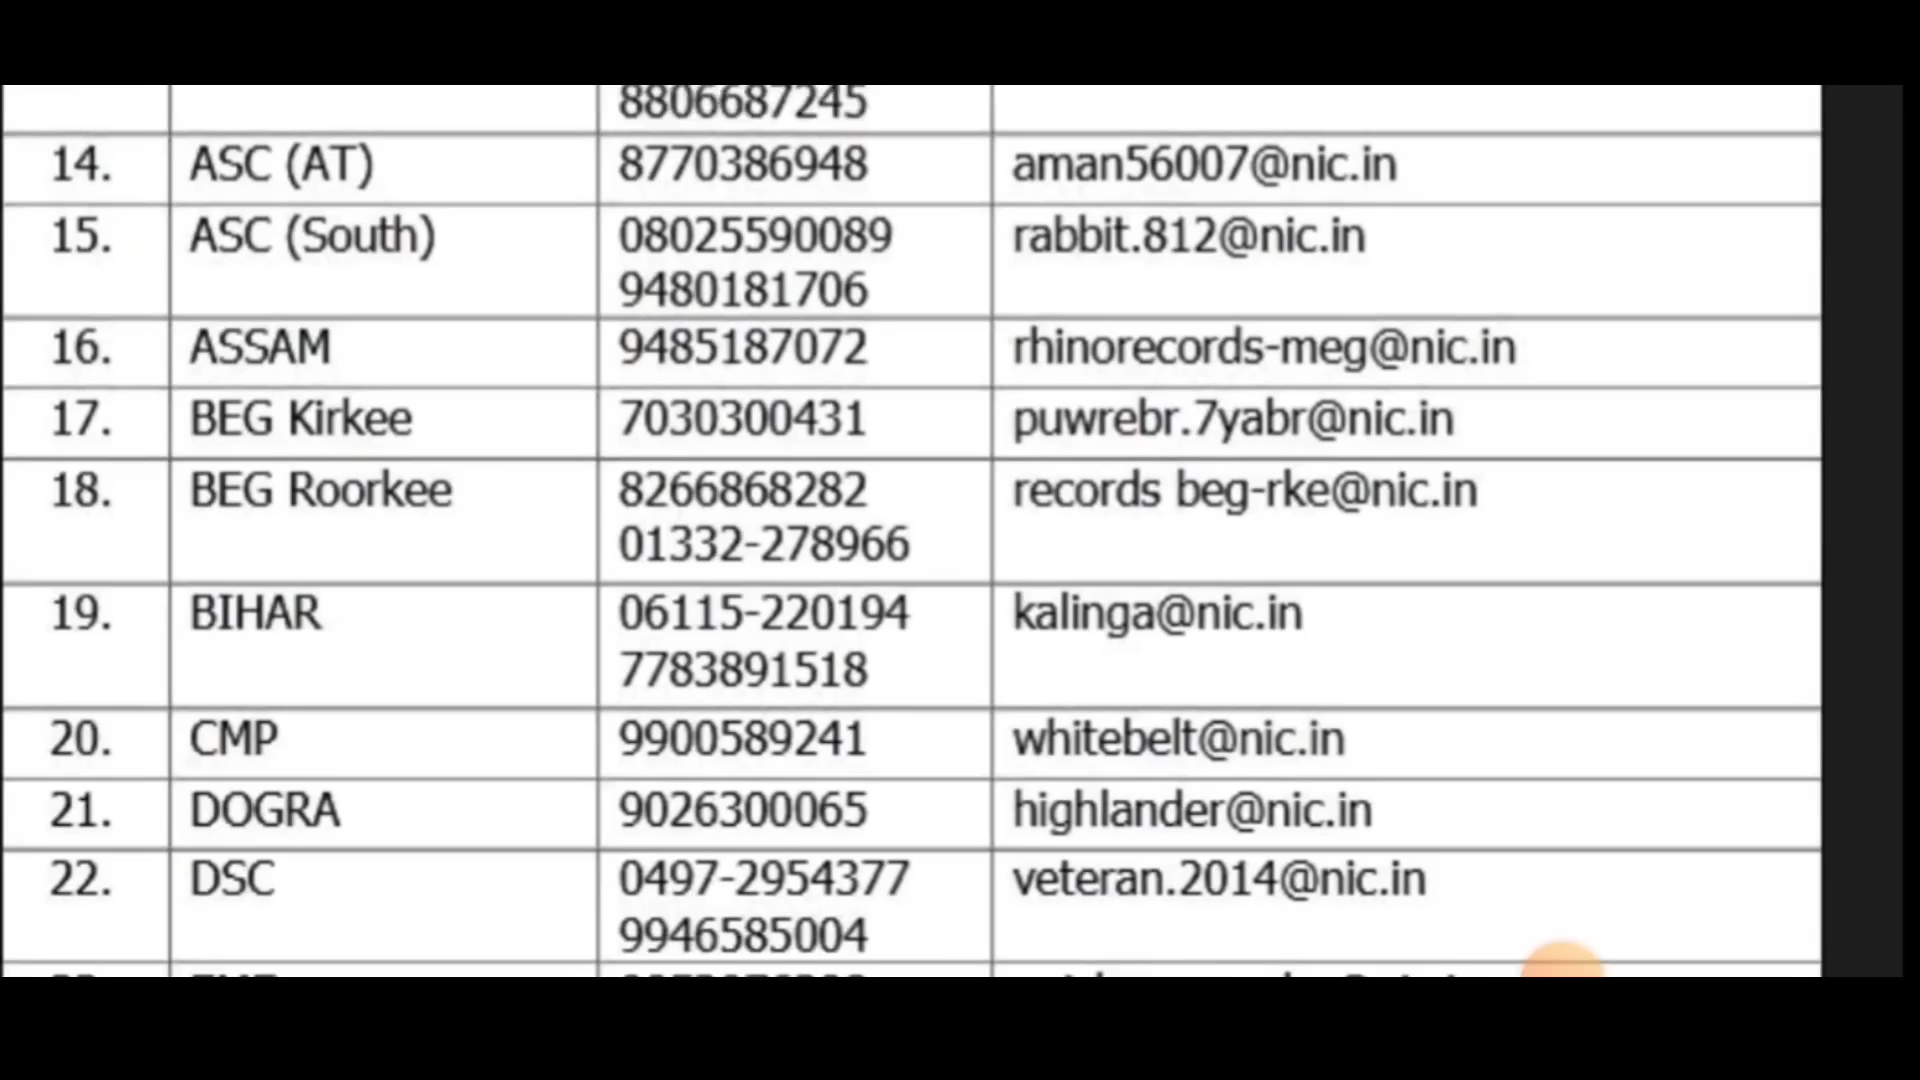 8806687245
14. ASC (AT) 8770386948 aman56007@nic.in
15. ASC (South) 08025590089 rabbit.812@nic.in
9480181706
16. ASSAM 9485187072 rhinorecords-meg@nic.in
17. BEG Kirkee 7030300431 puwrebr.7yabr@nic.in
18. BEG Roorkee 8266868282 records beg-rke@nic.in
01332-278966
19. BIHAR 06115-220194 kalinga@nic.in
7783891518
20. CMP 9900589241 whitebelt@nic.in
21. DOGRA 9026300065 highlander@nic.in
22. DSC 0497-2954377 veteran.2014@nic.in
9946585004